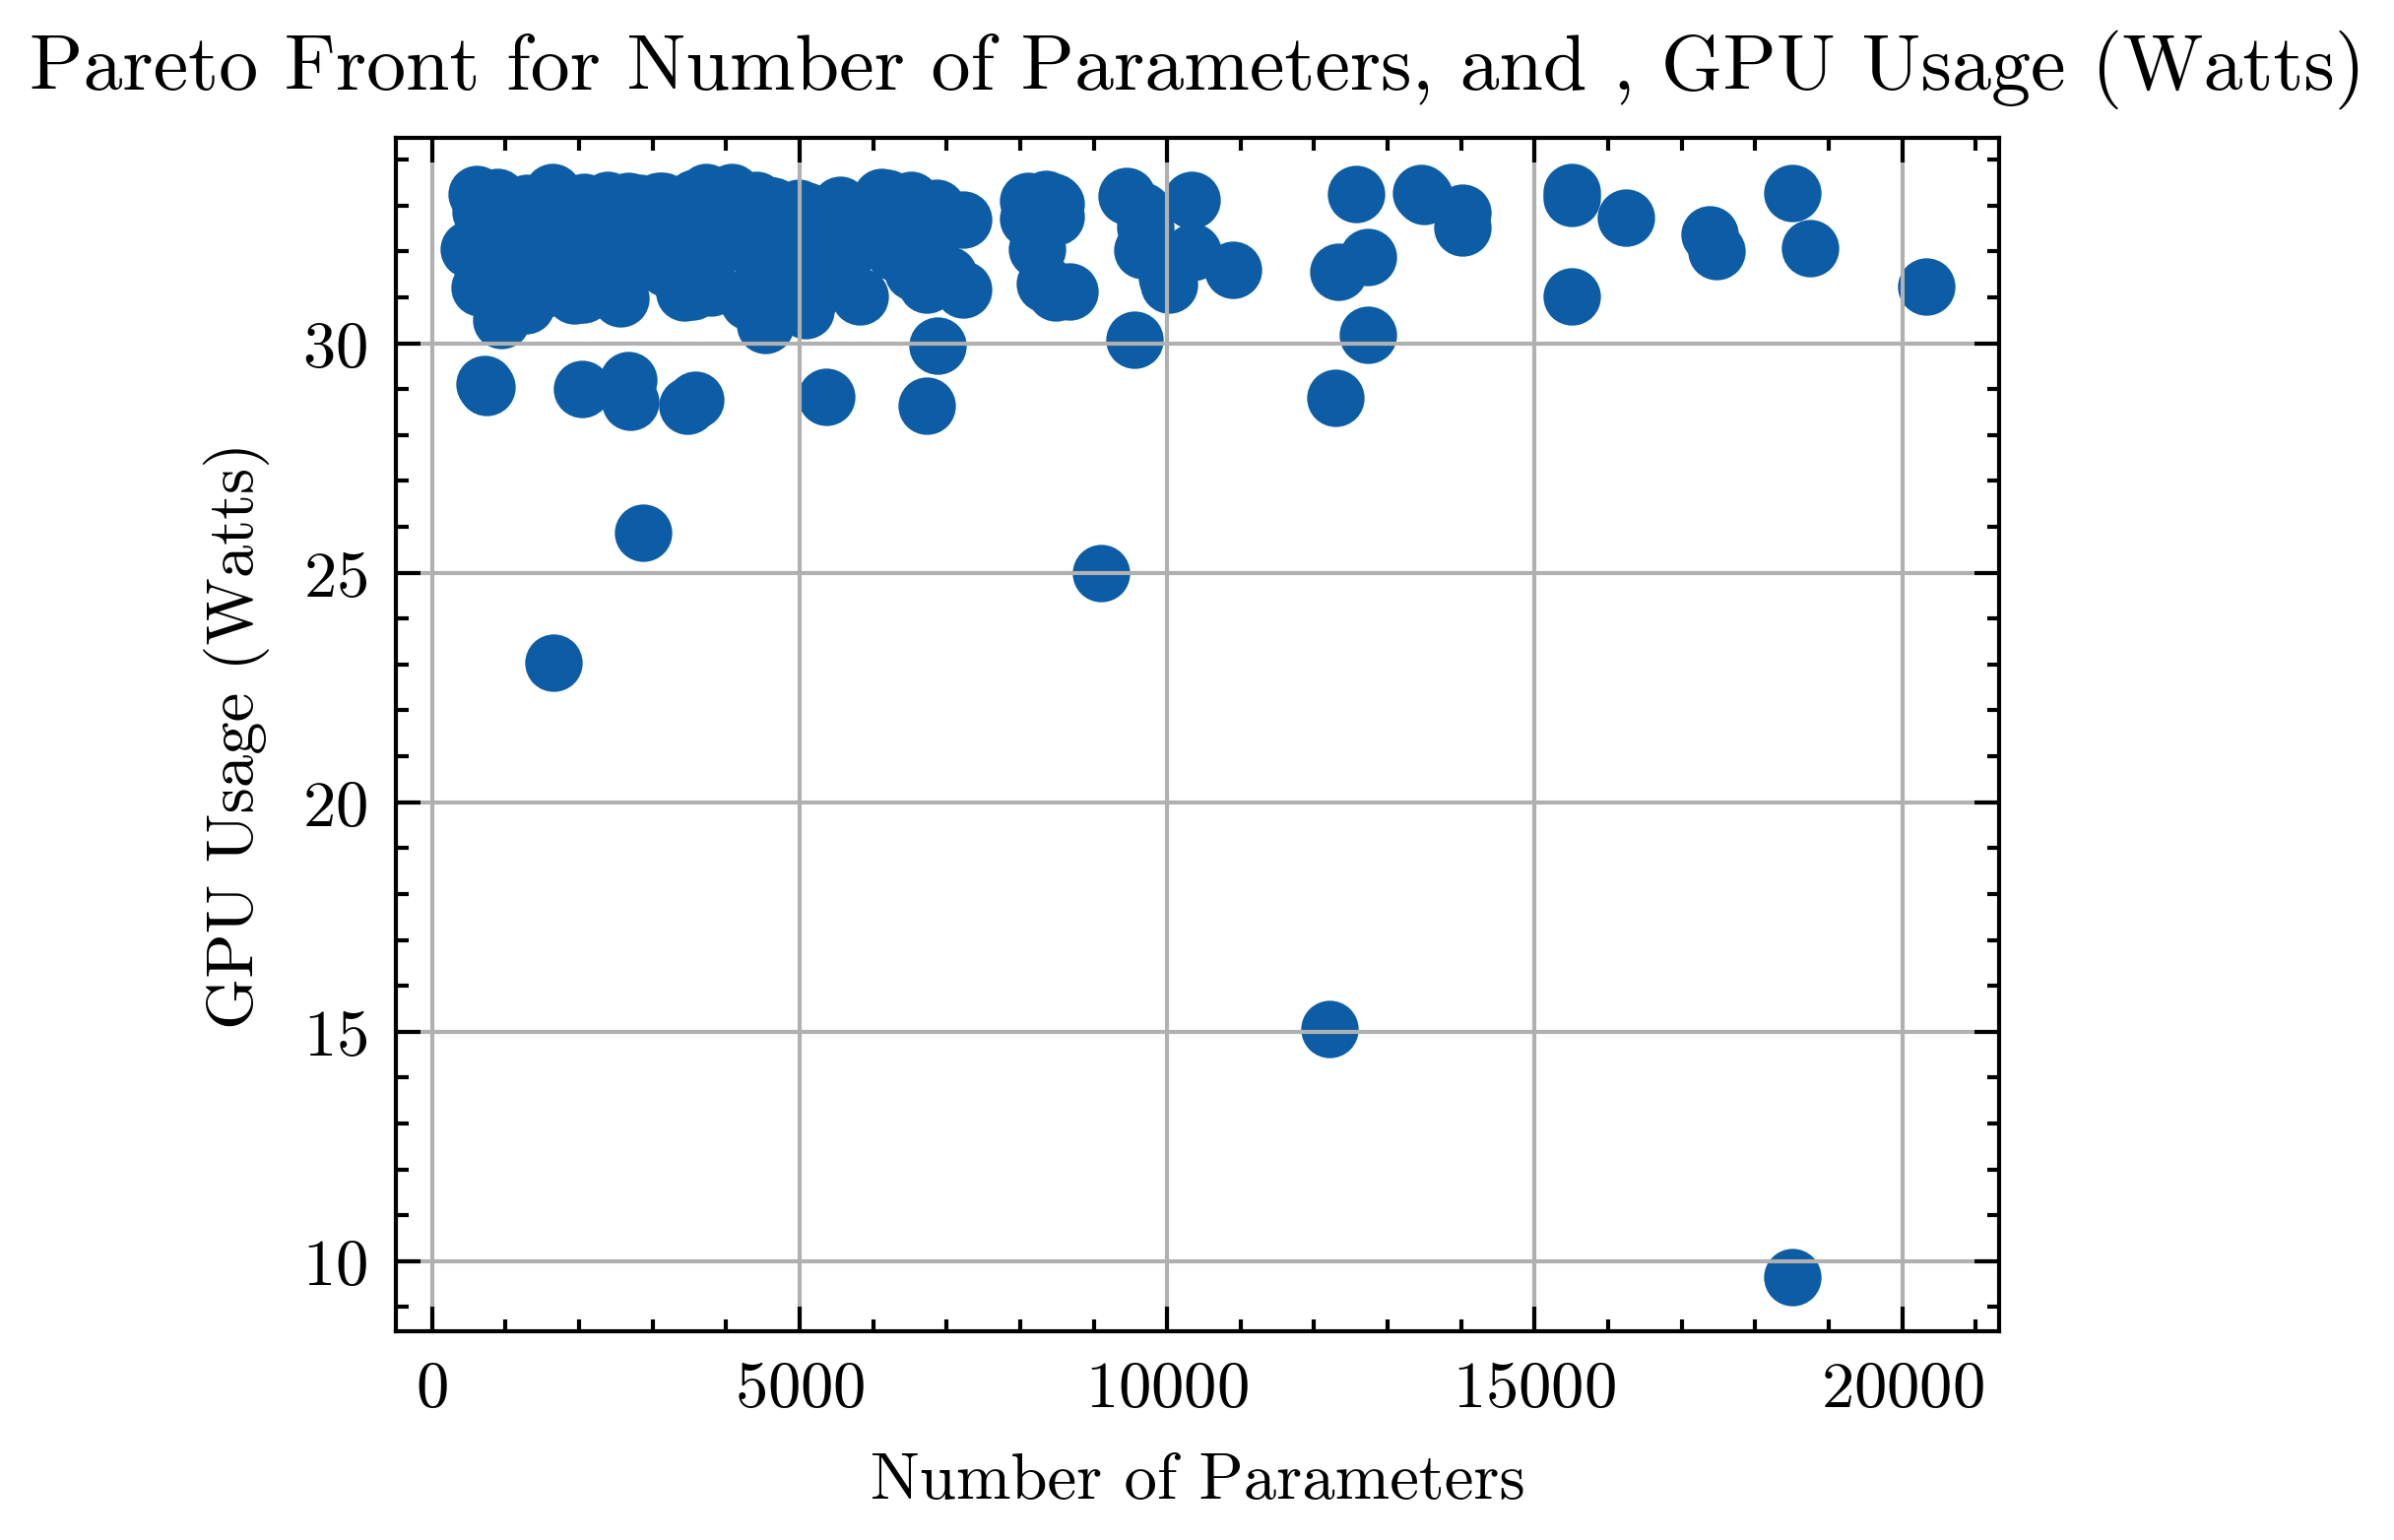 Pareto Front for Number of Parameters, and , GPU Usage (Watts)
GPU Usage (Watts)
30
25
20
15
10
0 5000 10000 15000 20000
Number of Parameters